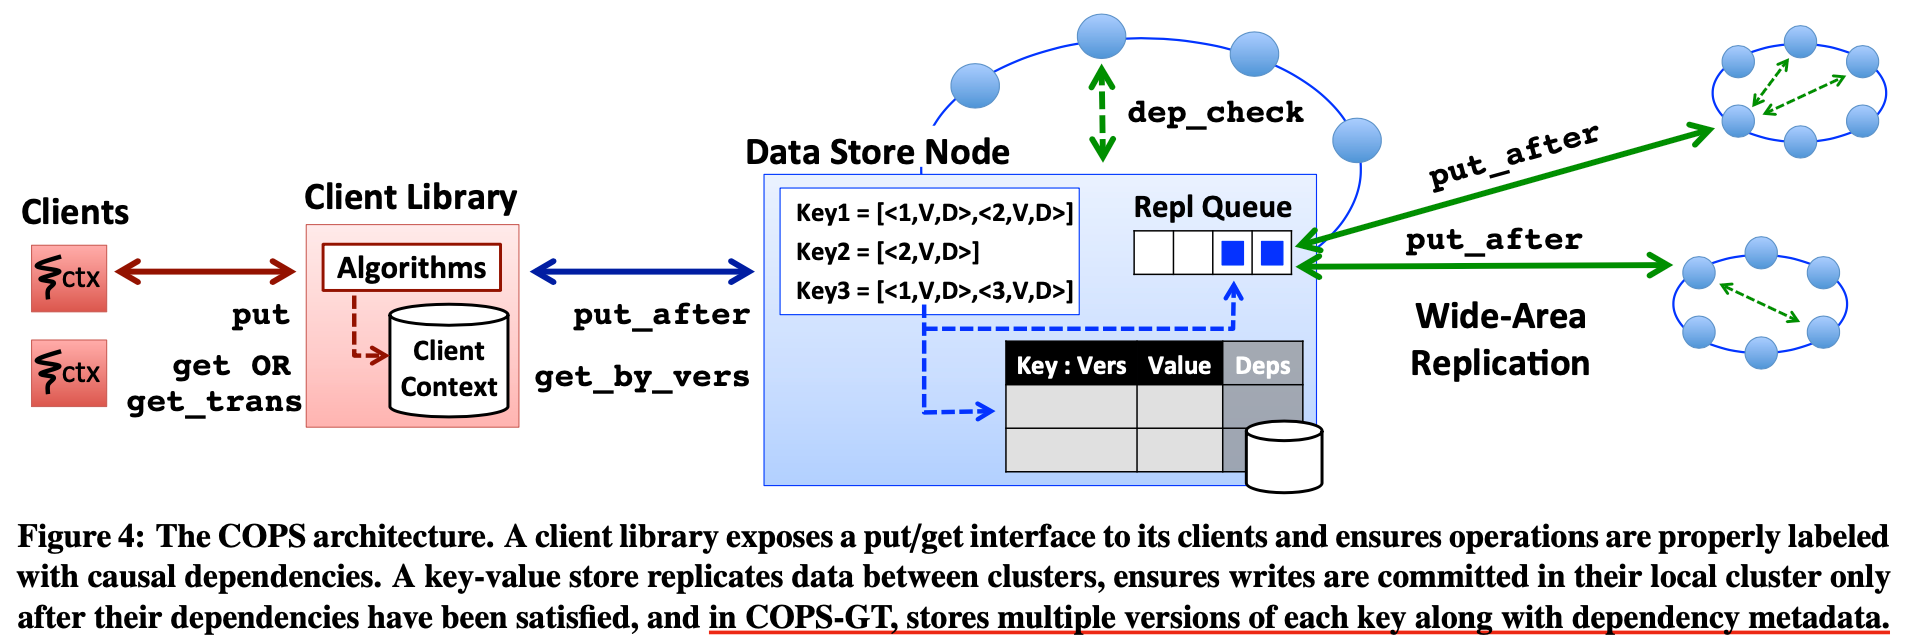 Clients
ctx
ctx
put
get OR
get_trans
Client Library
Algorithms
Client
Context
put_after
get_by_vers
Data Store Node
Key1 = [<1,V,D>,<2,V,D>]
Key2 = [<2,V,D>]
Key3 = [<1,V,D>,<3,V,D>]
dep_check
Repl Queue
Key : Vers Value Deps
put_after
put_after
Wide-Area
Replication
Figure 4: The COPS architecture. A client library exposes a put/get interface to its clients and ensures operations are properly labeled
with causal dependencies. A key-value store replicates data between clusters, ensures writes are committed in their local cluster only
after their dependencies have been satisfied, and in COPS-GT, stores multiple versions of each key along with dependency metadata.